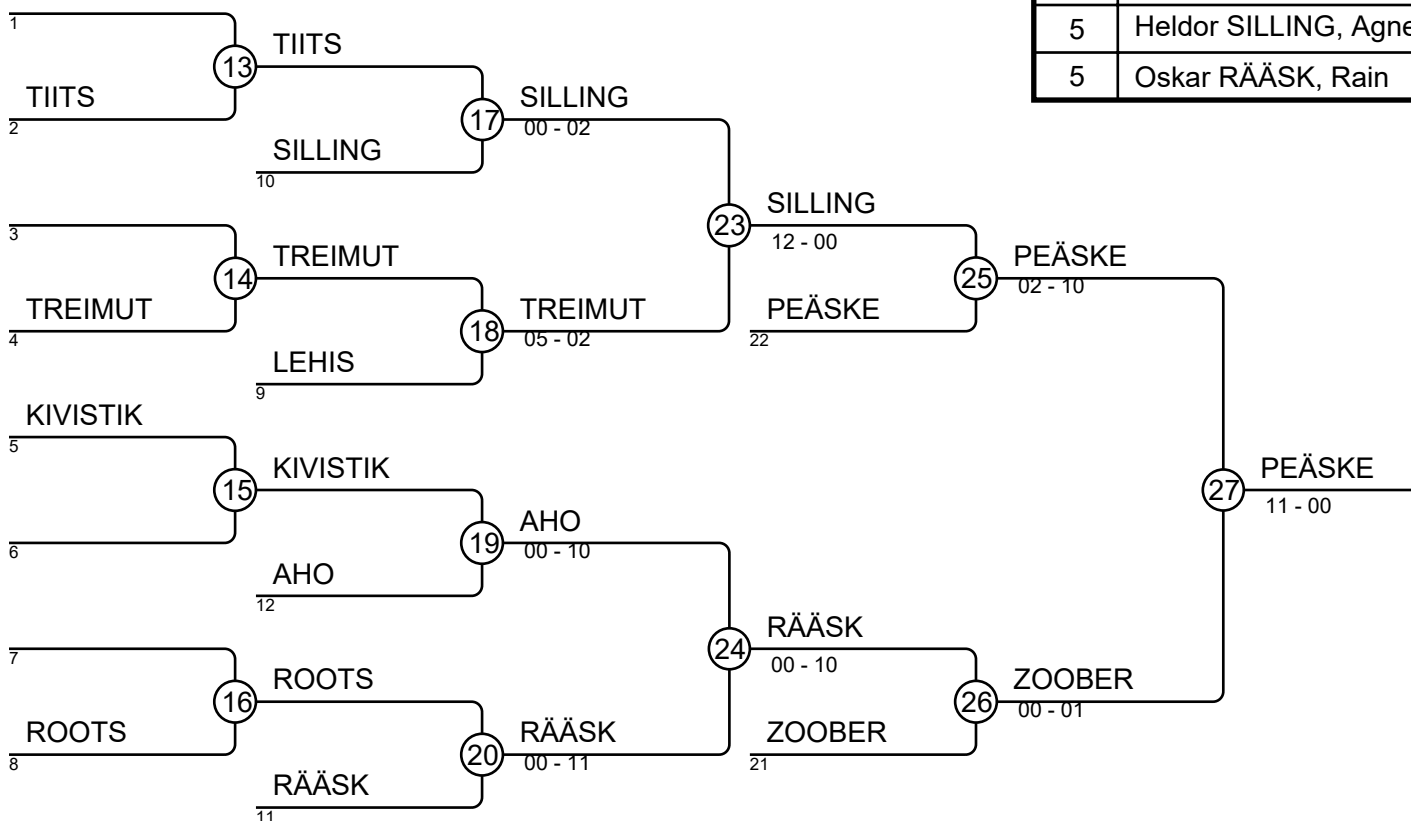 5 Heldor SILLING, Agne
5 Oskar RÄÄSK, Rain
1
13
TIITS
TIITS
2
17
SILLING
00 - 02
SILLING
10
23
SILLING
12 - 00
3
14
TREIMUT
TREIMUT
4
18
TREIMUT
05 - 02
LEHIS
9
25
PEÄSKE
02 - 10
PEÄSKE
22
KIVISTIK
5
15
KIVISTIK
6
19
AHO
00 - 10
AHO
12
27
PEÄSKE
11 - 00
7
16
ROOTS
ROOTS
8
20
RÄÄSK
00 - 11
RÄÄSK
11
24
RÄÄSK
00 - 10
26
ZOOBER
00 - 01
ZOOBER
21